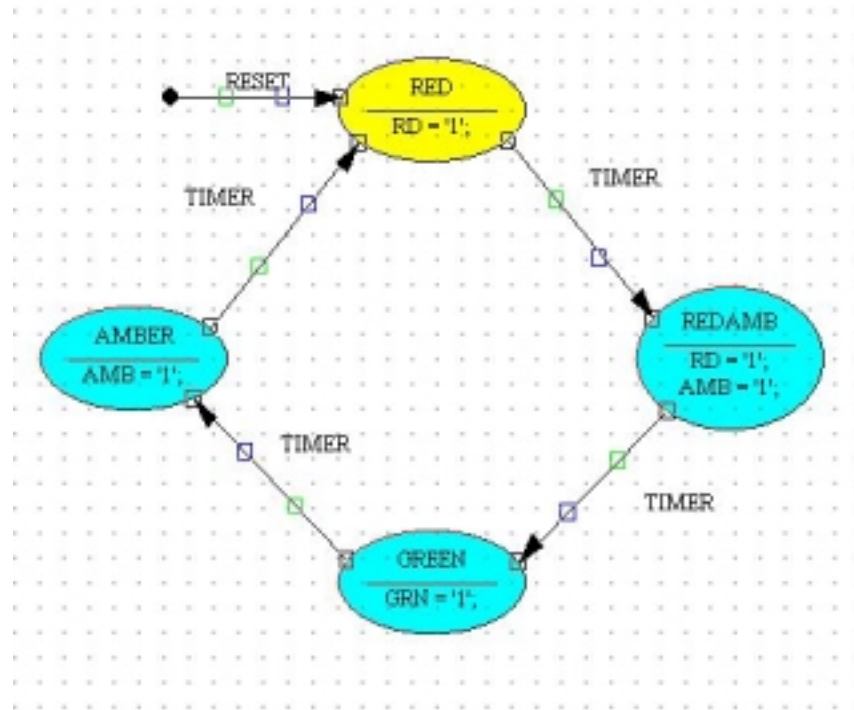 RESET
RED
RD = '1';
TIMER
TIMER
AMBER
AMB = '1';
REDAMB
RD = '1';
AMB = '1';
TIMER
TIMER
GREEN
GRN = '1';